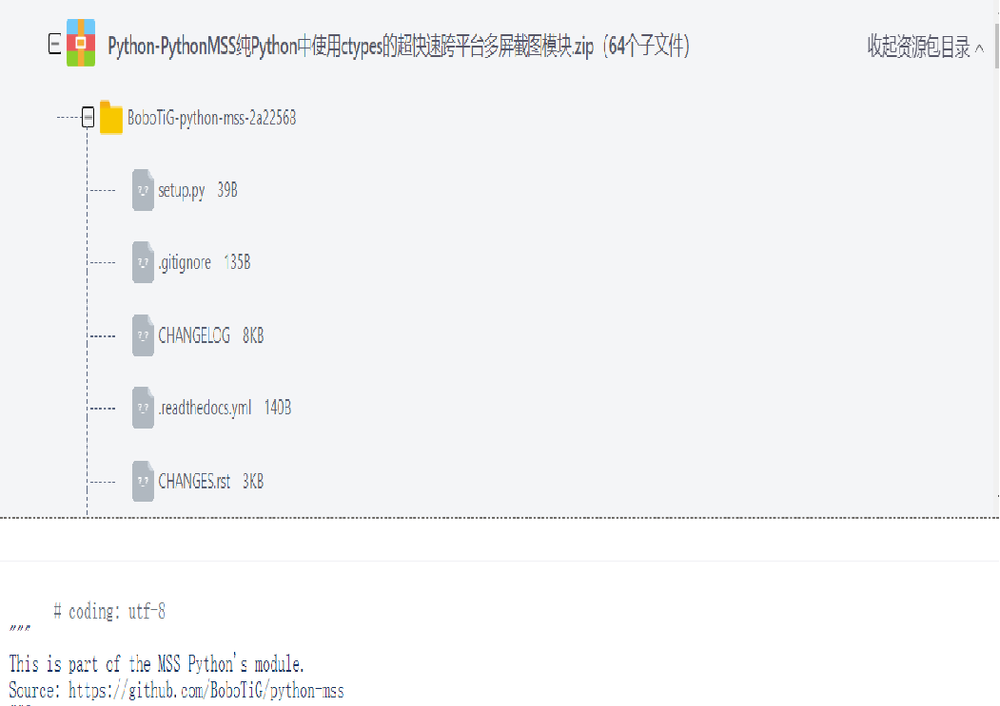 Python-PythonMSS纯Python中使用ctypes的超快速跨平台多屏截图模块.zip（64个子文件） 收起资源包目录
BoboTiG-python-mss-2a22568
setup.py 39B
.gitignore 135B
CHANGELOG 8KB
.readthedocs.yml 140B
CHANGES.rst 3KB
# coding: utf-8
"""
This is part of the MSS Python's module.
Source: https://github.com/BoboTiG/python-mss
"""